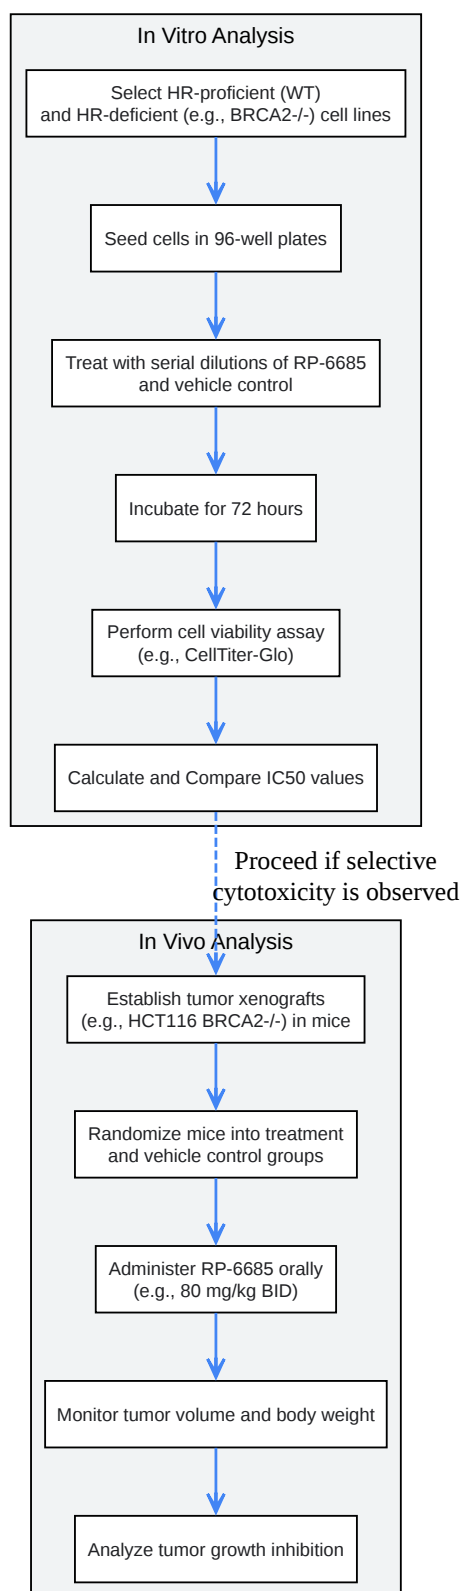 In Vitro Analysis
Select HR-proficient (WT)
and HR-deficient (e.g., BRCA2-/-) cell lines
Seed cells in 96-well plates
Treat with serial dilutions of RP-6685
and vehicle control
Incubate for 72 hours
Perform cell viability assay
(e.g., CellTiter-Glo)
Calculate and Compare IC50 values
Proceed if selective
cytotoxicity is observed
In Vivo Analysis
Establish tumor xenografts
(e.g., HCT116 BRCA2-/-) in mice
Randomize mice into treatment
and vehicle control groups
Administer RP-6685 orally
(e.g., 80 mg/kg BID)
Monitor tumor volume and body weight
Analyze tumor growth inhibition